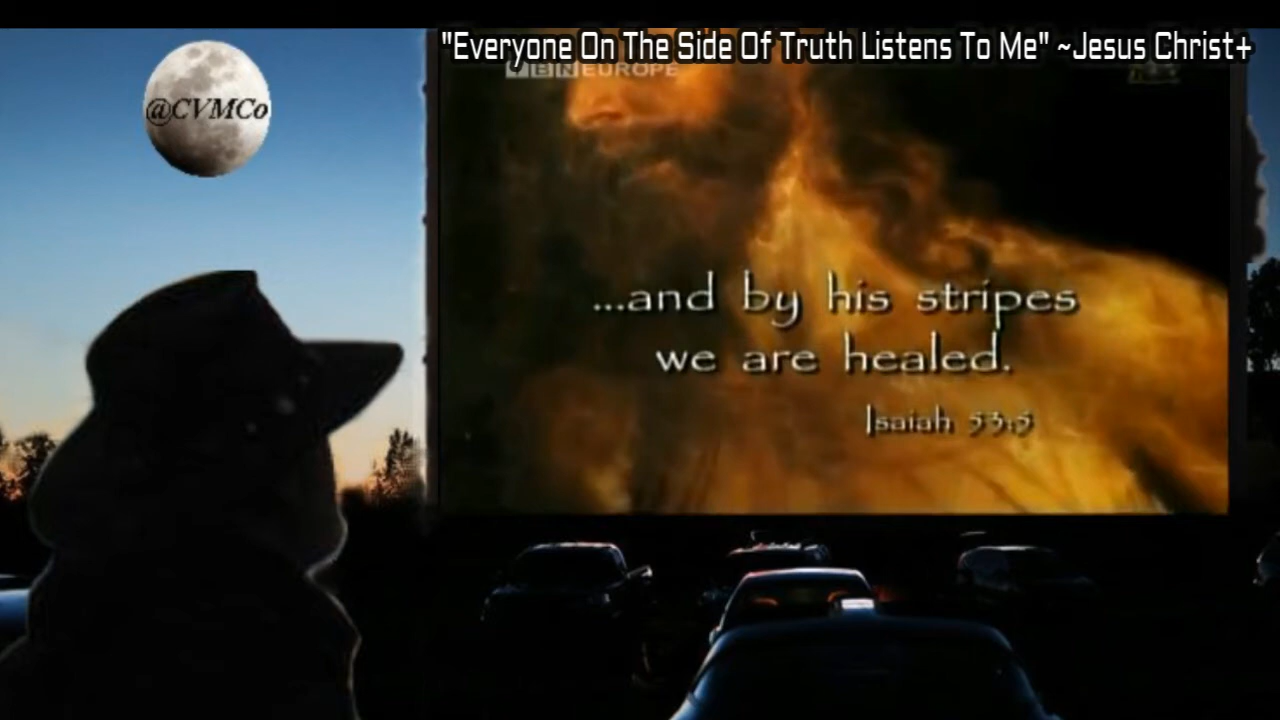 "Everyone On The Side Of Truth Listens To Me" ~Jesus Christ+
EUROPE
@CVMCo
...and by his stripes
we are healed.
Isaiah 53:5